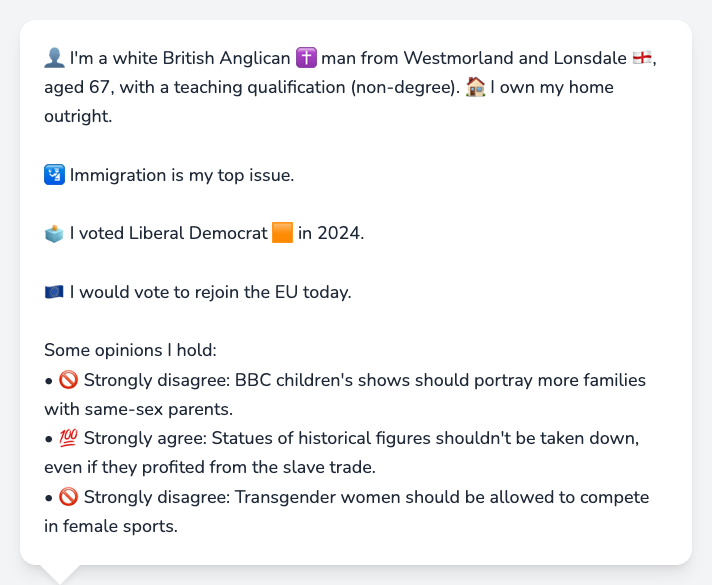 👤 I'm a white British Anglican ✝️ man from Westmorland and Lonsdale 🏴󠁧󠁢󠁥󠁮󠁧󠁿,
aged 67, with a teaching qualification (non-degree). 🏠 I own my home
outright.
🛂 Immigration is my top issue.
🗳️ I voted Liberal Democrat 🟧 in 2024.
🇪🇺 I would vote to rejoin the EU today.
Some opinions I hold:
• 🚫 Strongly disagree: BBC children's shows should portray more families
with same-sex parents.
• 💯 Strongly agree: Statues of historical figures shouldn't be taken down,
even if they profited from the slave trade.
• 🚫 Strongly disagree: Transgender women should be allowed to compete
in female sports.